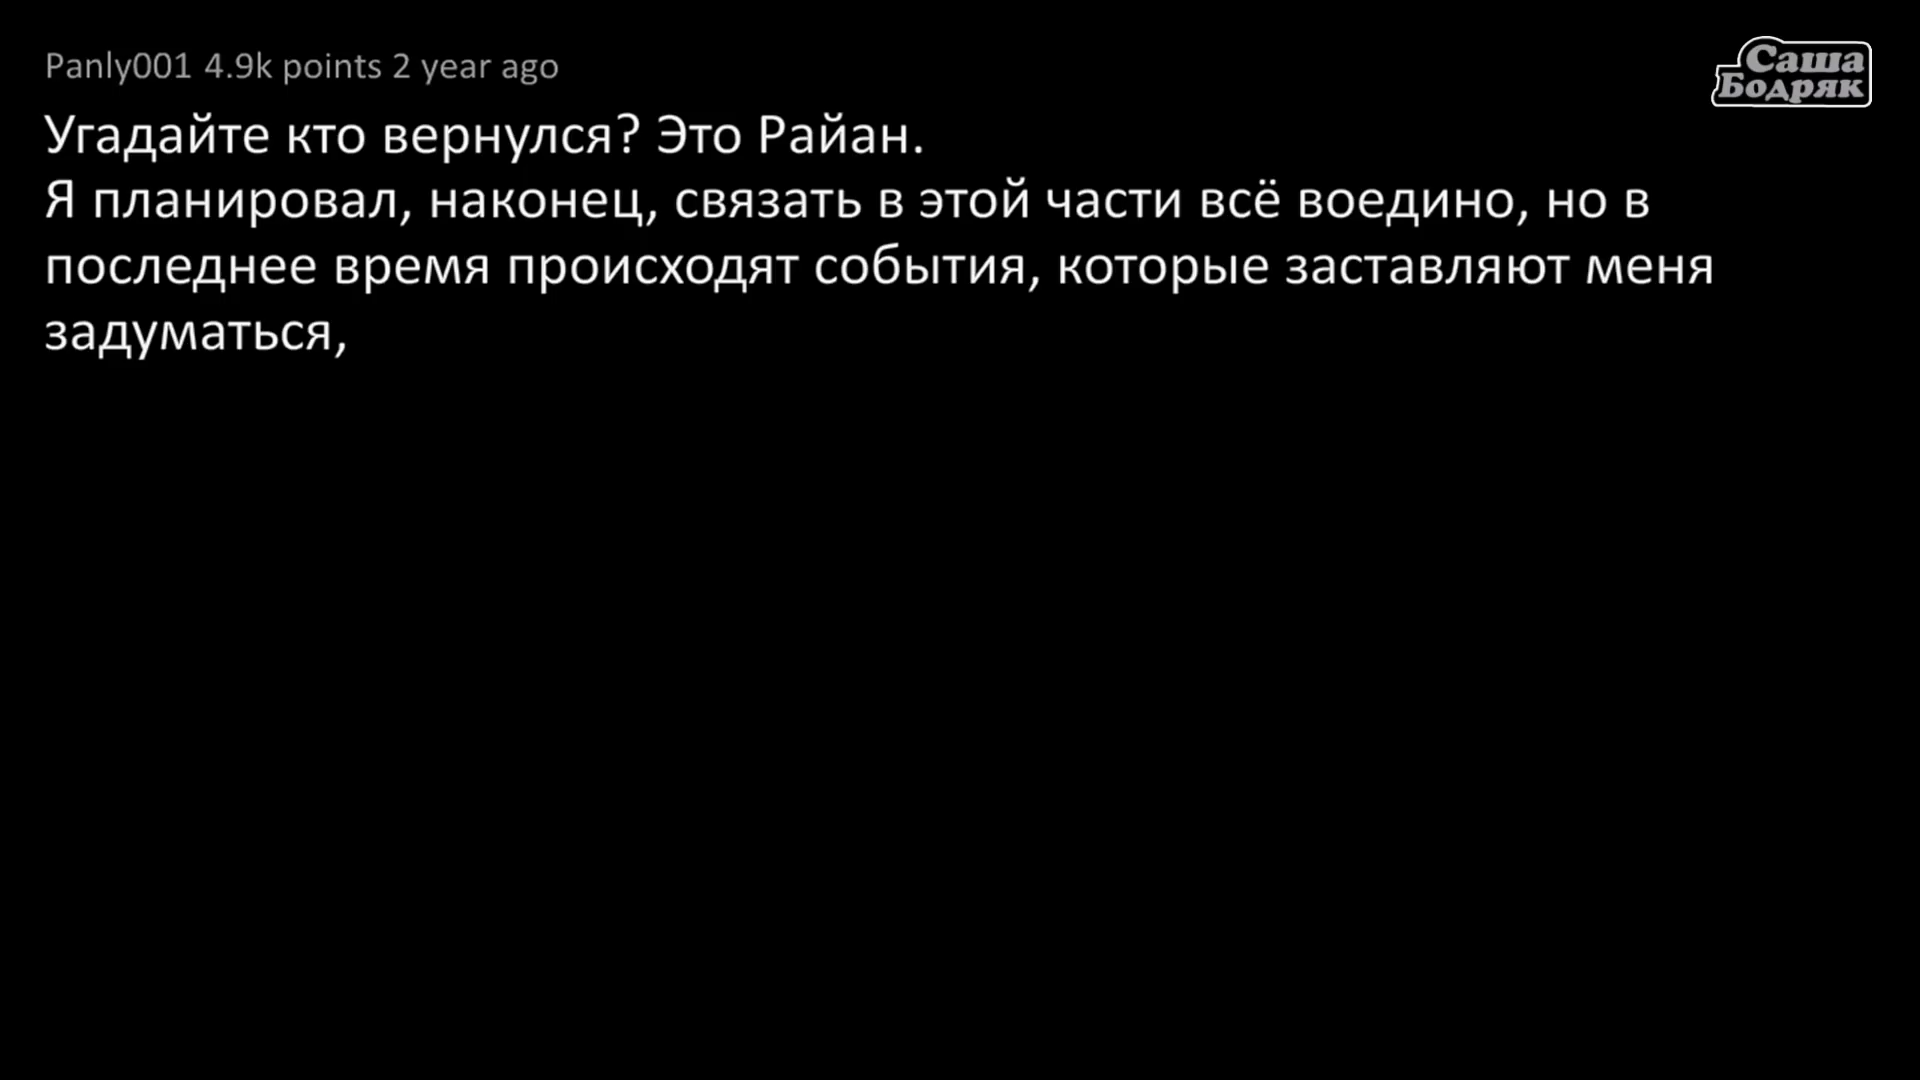 Panly001 4.9k points 2 year ago
Саша
Бодряк
Угадайте кто вернулся? Это Райан.
Я планировал, наконец, связать в этой части всё воедино, но в
последнее время происходят события, которые заставляют меня
задуматься,